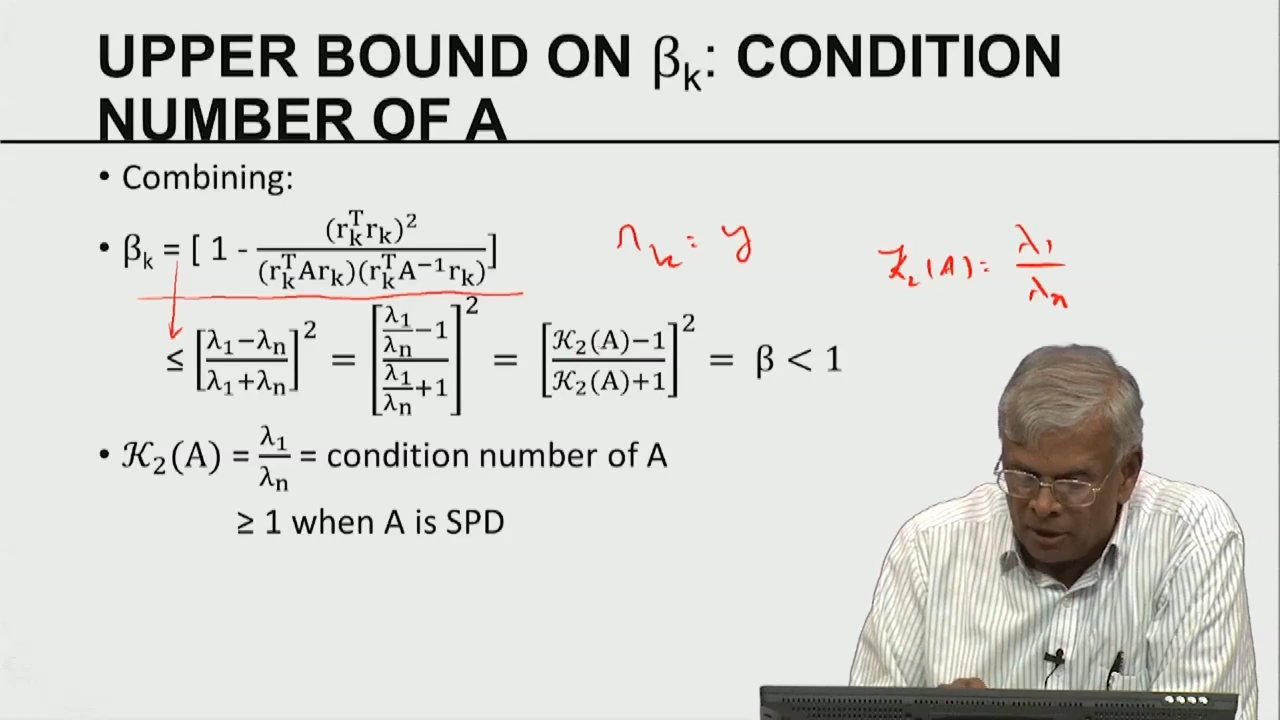 UPPER BOUND ON βₖ: CONDITION
NUMBER OF A
• Combining:
• βₖ = [ 1 - (rₖᵀrₖ)² / (rₖᵀArₖ)(rₖᵀA⁻¹rₖ) ]
rₖ = y
𝒦₂(A) = λ₁/λₙ
≤ [(λ₁−λₙ)/(λ₁+λₙ)]² = [(λ₁/λₙ−1)/(λ₁/λₙ+1)]² = [(𝒦₂(A)−1)/(𝒦₂(A)+1)]² = β < 1
• 𝒦₂(A) = λ₁/λₙ = condition number of A
≥ 1 when A is SPD